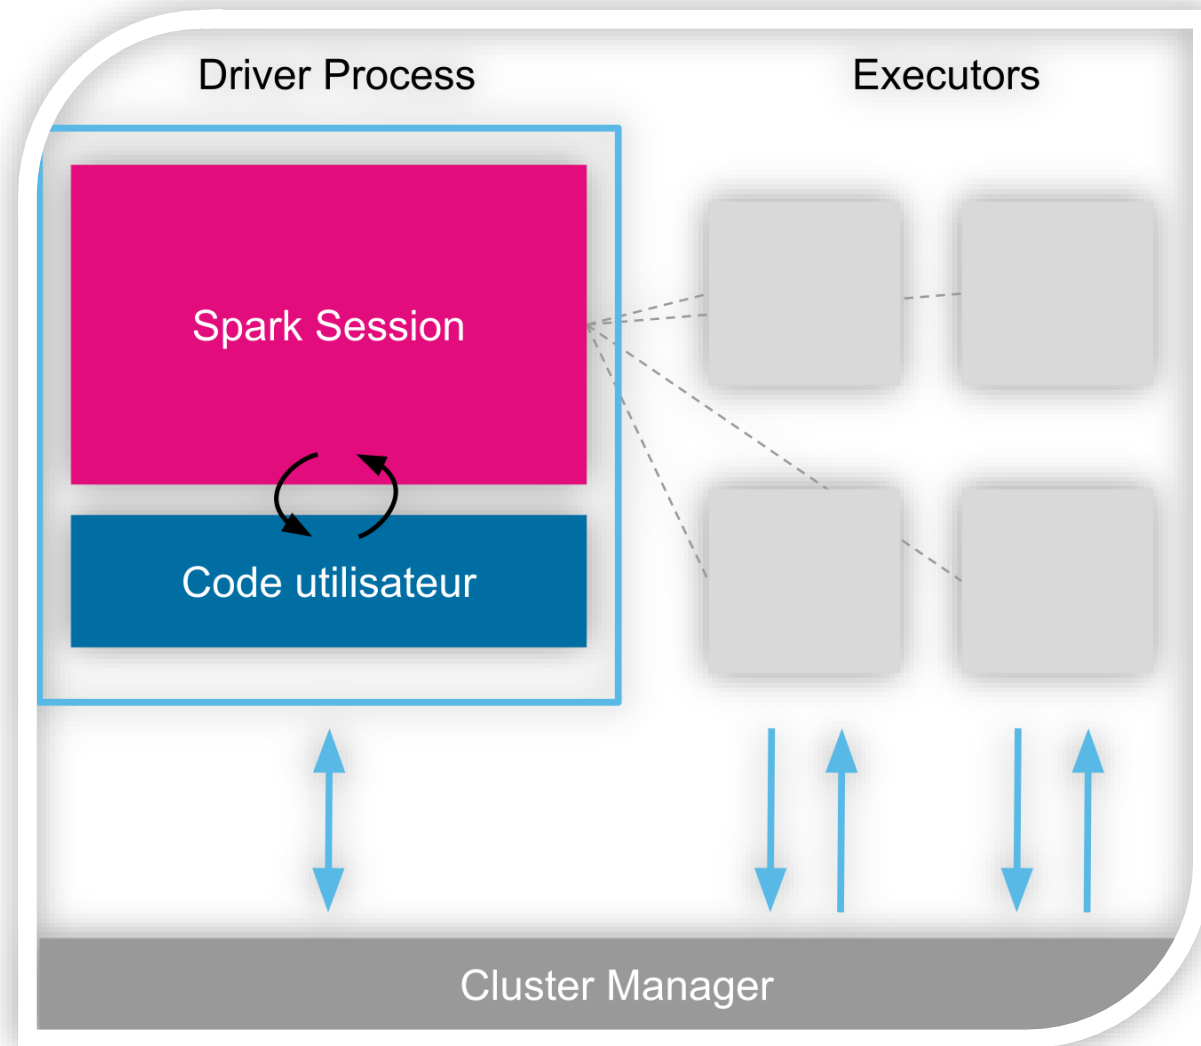 Driver Process
Executors
Spark Session
Code utilisateur
Cluster Manager